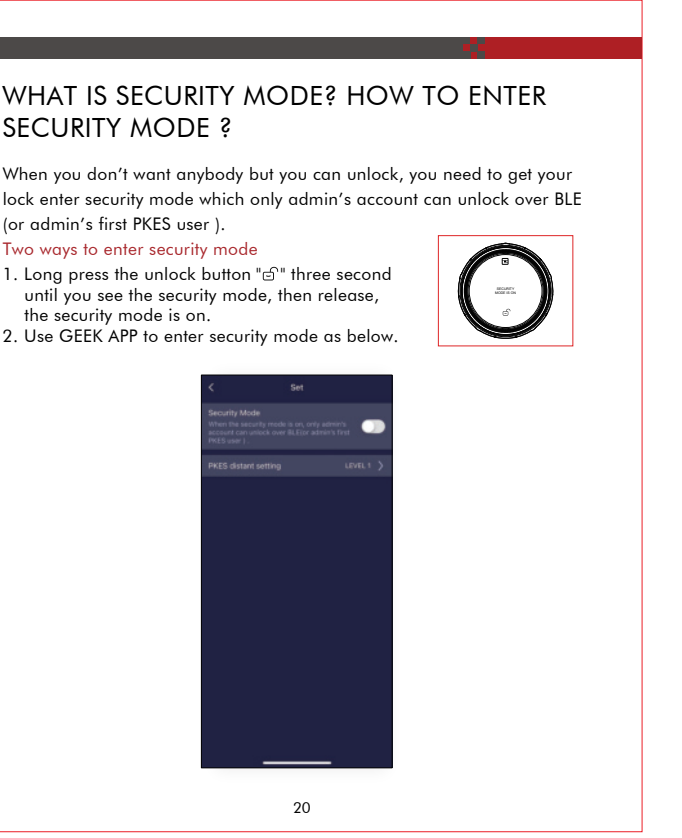 WHAT IS SECURITY MODE? HOW TO ENTER
SECURITY MODE ?
When you don't want anybody but you can unlock, you need to get your
lock enter security mode which only admin's account can unlock over BLE
(or admin's first PKES user ).
Two ways to enter security mode
1. Long press the unlock button " " three second
until you see the security mode, then release,
the security mode is on.
2. Use GEEK APP to enter security mode as below.
SECURITY
MODE IS ON
Set
Security Mode
When the security mode is on, only admin's
account can unlock over BLE(or admin's first
PKES user )...
PKES distant setting LEVEL 1
20